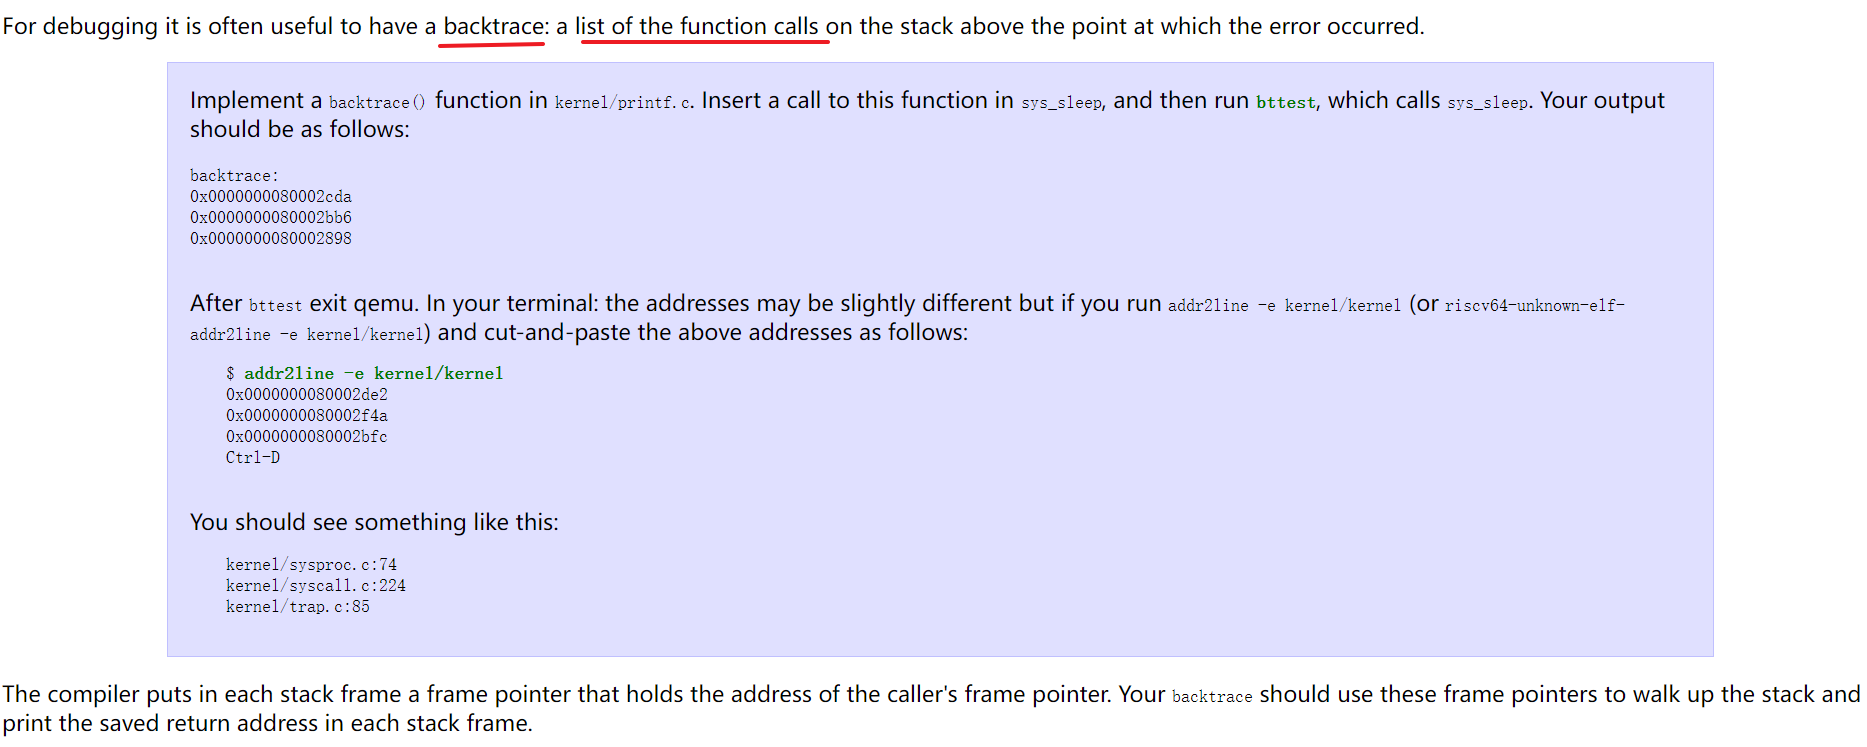 For debugging it is often useful to have a backtrace: a list of the function calls on the stack above the point at which the error occurred.
Implement a backtrace() function in kernel/printf.c. Insert a call to this function in sys_sleep, and then run bttest, which calls sys_sleep. Your output
should be as follows:
backtrace:
0x0000000080002cda
0x0000000080002bb6
0x0000000080002898
After bttest exit qemu. In your terminal: the addresses may be slightly different but if you run addr2line -e kernel/kernel (or riscv64-unknown-elf-
addr2line -e kernel/kernel) and cut-and-paste the above addresses as follows:
$ addr2line -e kernel/kernel
0x0000000080002de2
0x0000000080002f4a
0x0000000080002bfc
Ctrl-D
You should see something like this:
kernel/sysproc.c:74
kernel/syscall.c:224
kernel/trap.c:85
The compiler puts in each stack frame a frame pointer that holds the address of the caller's frame pointer. Your backtrace should use these frame pointers to walk up the stack and
print the saved return address in each stack frame.